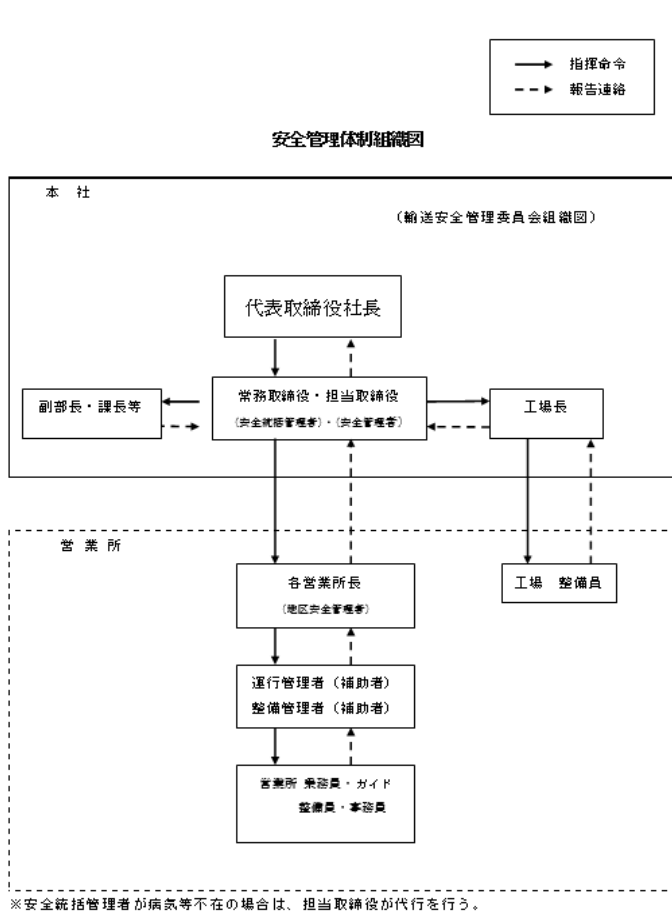 指揮命令
報告連絡
安全管理体制組織図
本 社
(輸送安全管理委員会組織図)
代表取締役社長
副部長・課長等
常務取締役・担当取締役
(安全統括管理者)・(安全管理者)
工場長
営 業 所
各営業所長
(地区安全管理者)
工場 整備員
運行管理者(補助者)
整備管理者(補助者)
営業所 乗務員・ガイド
整備員・事務員
※安全統括管理者が病気等不在の場合は、担当取締役が代行を行う。